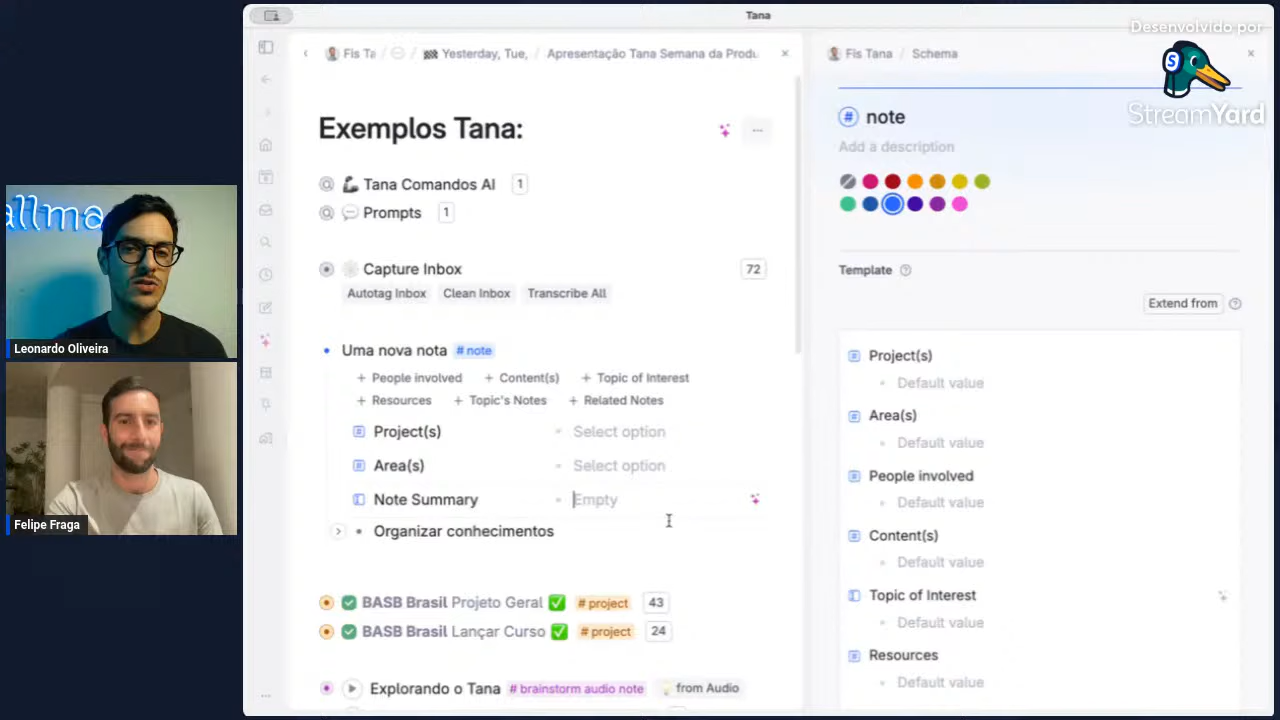 Tana
Desenvolvido por
StreamYard
allma
Leonardo Oliveira
Felipe Fraga
Fis Ta / / Yesterday, Tue, / Apresentação Tana Semana da Produ
Exemplos Tana:
Tana Comandos AI 1
Prompts 1
Capture Inbox 72
Autotag Inbox Clean Inbox Transcribe All
Uma nova nota # note
+ People involved + Content(s) + Topic of Interest
+ Resources + Topic's Notes + Related Notes
Project(s) Select option
Area(s) Select option
Note Summary Empty
Organizar conhecimentos
BASB Brasil Projeto Geral ✅ # project 43
BASB Brasil Lançar Curso ✅ # project 24
Explorando o Tana # brainstorm audio note from Audio
Fis Tana / Schema
# note
Add a description
Template
Extend from
Project(s)
Default value
Area(s)
Default value
People involved
Default value
Content(s)
Default value
Topic of Interest
Default value
Resources
Default value